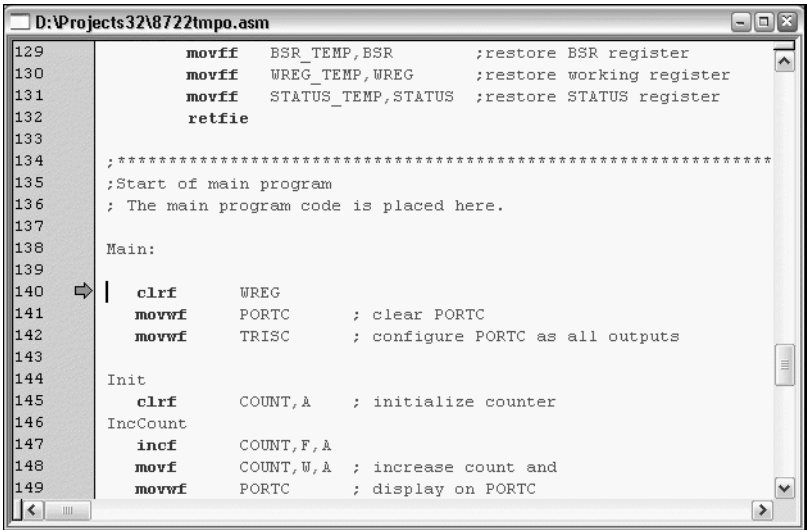 D:\Projects32\8722tmpo.asm
129 movff BSR_TEMP,BSR ;restore BSR register
130 movff WREG_TEMP,WREG ;restore working register
131 movff STATUS_TEMP,STATUS ;restore STATUS register
132 retfie
133
134 ;****************************************************************
135 ;Start of main program
136 ; The main program code is placed here.
137
138 Main:
139
140 clrf WREG
141 movwf PORTC ; clear PORTC
142 movwf TRISC ; configure PORTC as all outputs
143
144 Init
145 clrf COUNT,A ; initialize counter
146 IncCount
147 incf COUNT,F,A
148 movf COUNT,W,A ; increase count and
149 movwf PORTC ; display on PORTC